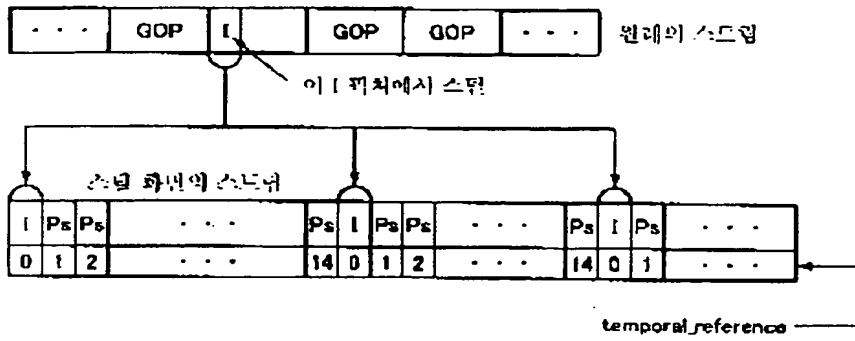 · · · GOP I GOP GOP · · · 원래의 스트림
이 I 픽처에서 스틸
스틸 화면의 스트림
I Ps Ps · · · Ps I Ps Ps · · · Ps I Ps · · ·
0 1 2 · · · 14 0 1 2 · · · 14 0 1 · · ·
temporal_reference